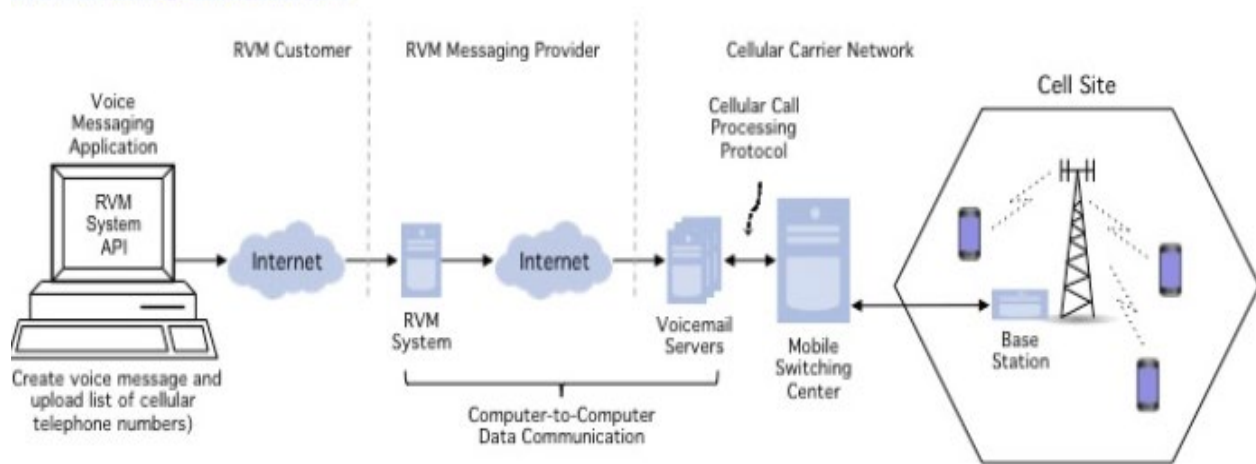 RVM Customer
RVM Messaging Provider
Cellular Carrier Network
Voice
Messaging
Application
RVM
System
API
Internet
RVM
System
Internet
Voicemail
Servers
Cellular Call
Processing
Protocol
Mobile
Switching
Center
Cell Site
Base
Station
Create voice message and
upload list of cellular
telephone numbers)
Computer-to-Computer
Data Communication